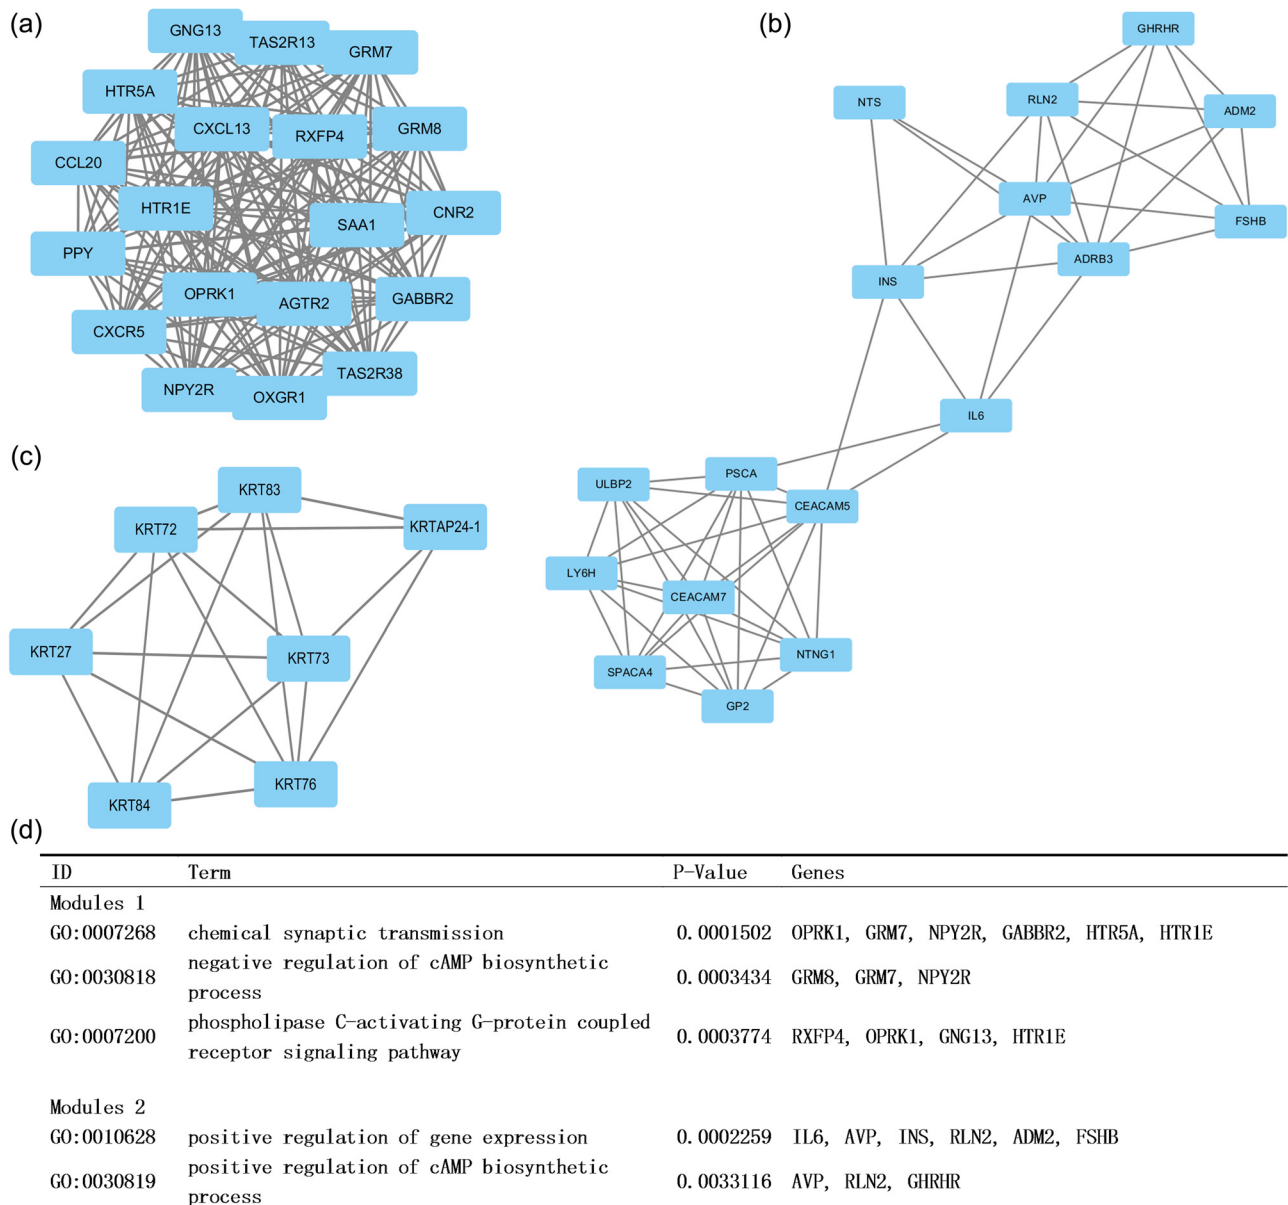 (a)
GNG13
TAS2R13
GRM7
HTR5A
CXCL13
RXFP4
GRM8
CCL20
HTR1E
SAA1
CNR2
PPY
OPRK1
AGTR2
GABBR2
CXCR5
NPY2R
OXGR1
TAS2R38
(b)
GHRHR
NTS
RLN2
ADM2
AVP
FSHB
INS
ADRB3
IL6
ULBP2
PSCA
CEACAM5
LY6H
CEACAM7
SPACA4
NTNG1
GP2
(c)
KRT83
KRT72
KRTAP24-1
KRT27
KRT73
KRT84
KRT76
(d)
ID Term P-Value Genes
Modules 1
GO:0007268 chemical synaptic transmission 0.0001502 OPRK1, GRM7, NPY2R, GABBR2, HTR5A, HTR1E
GO:0030818 negative regulation of cAMP biosynthetic 0.0003434 GRM8, GRM7, NPY2R
process
GO:0007200 phospholipase C-activating G-protein coupled 0.0003774 RXFP4, OPRK1, GNG13, HTR1E
receptor signaling pathway
Modules 2
GO:0010628 positive regulation of gene expression 0.0002259 IL6, AVP, INS, RLN2, ADM2, FSHB
GO:0030819 positive regulation of cAMP biosynthetic 0.0033116 AVP, RLN2, GHRHR
process